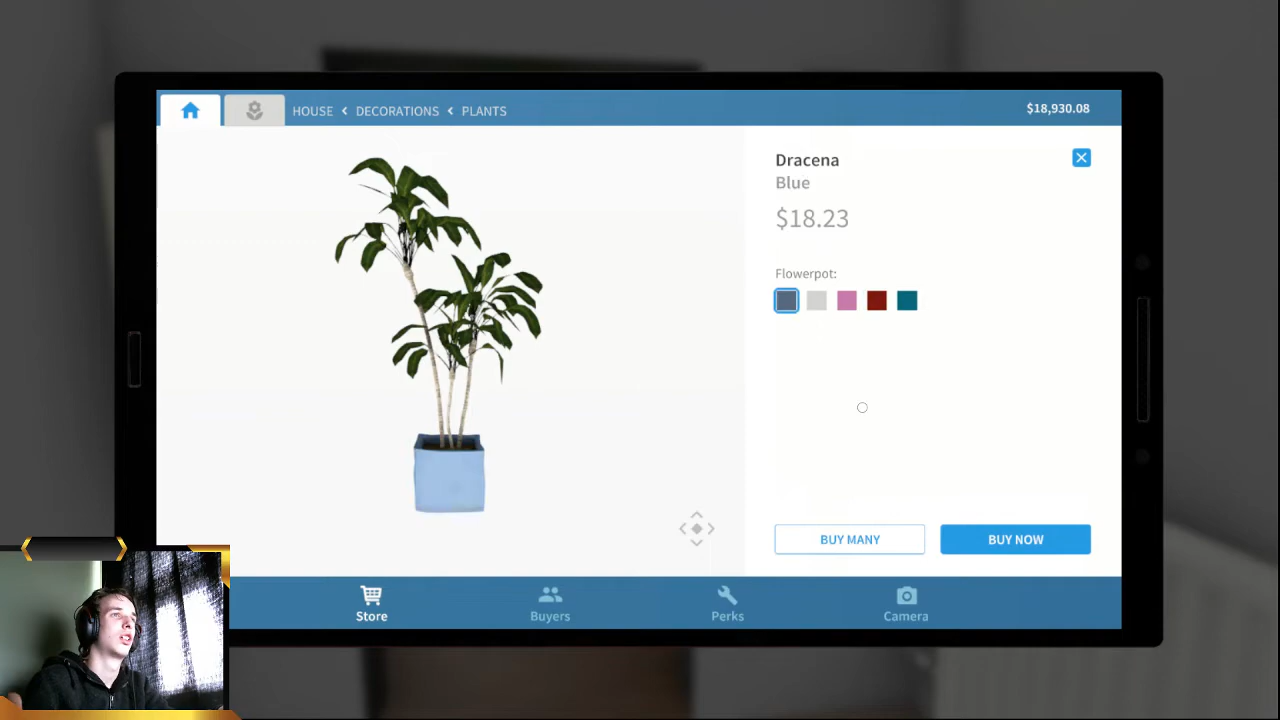 HOUSE < DECORATIONS < PLANTS
$18,930.08
Dracena
Blue
$18.23
Flowerpot:
BUY MANY
BUY NOW
Store
Buyers
Perks
Camera